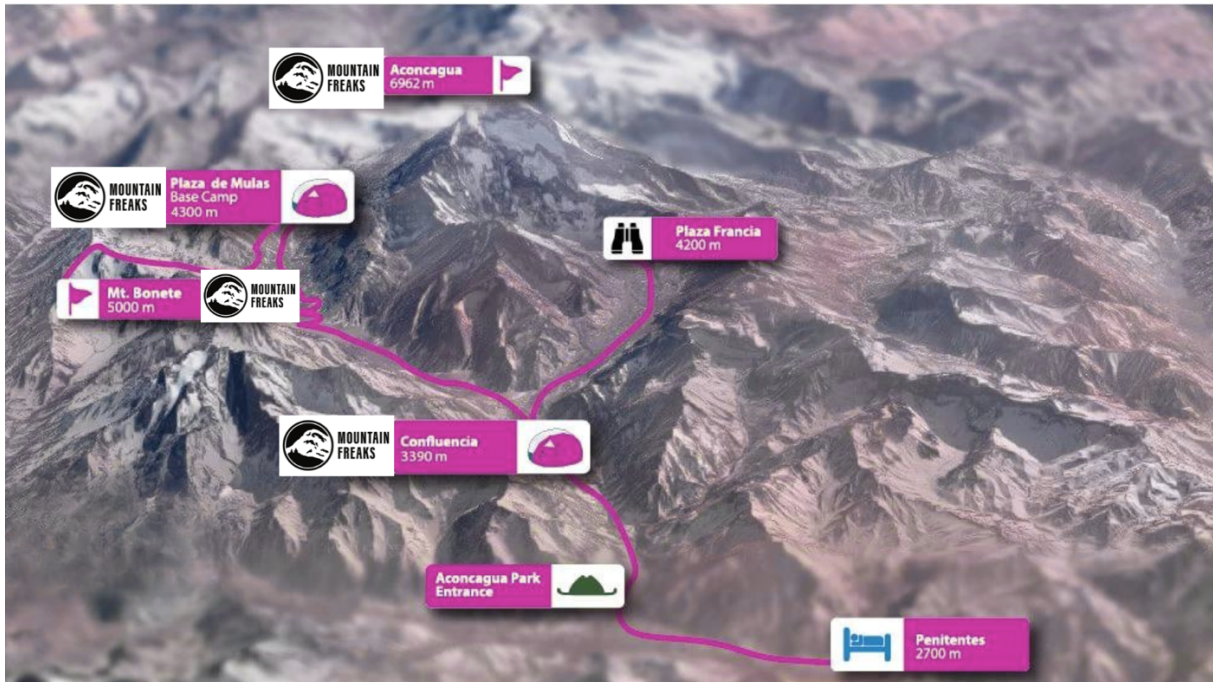 MOUNTAIN
FREAKS
Aconcagua
6962 m
MOUNTAIN
FREAKS
Plaza de Mulas
Base Camp
4300 m
Plaza Francia
4200 m
Mt. Bonete
5000 m
MOUNTAIN
FREAKS
MOUNTAIN
FREAKS
Confluencia
3390 m
Aconcagua Park
Entrance
Penitentes
2700 m